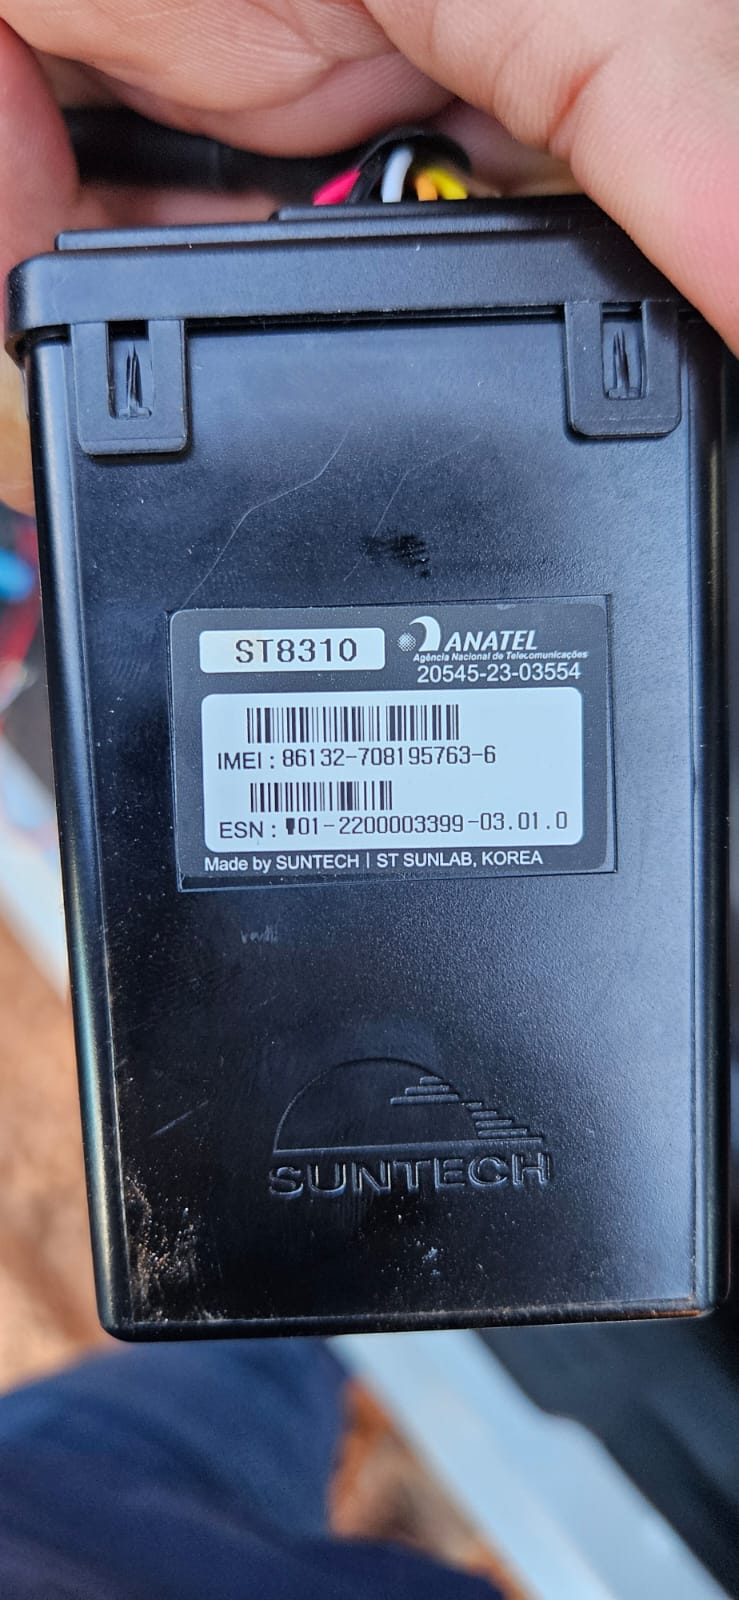 ST8310
ANATEL
Agência Nacional de Telecomunicações
20545-23-03554
IMEI : 86132-708195763-6
ESN : 01-2200003399-03.01.0
Made by SUNTECH | ST SUNLAB, KOREA
SUNTECH